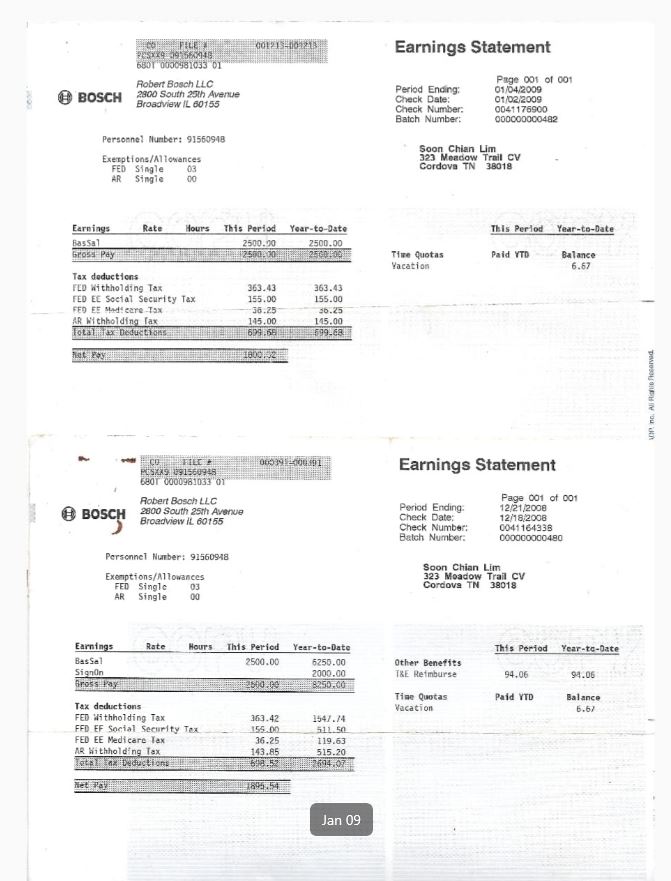 CO FILE # 001213-001213
PCSXX9 091560948
6801 0000981033 01
Earnings Statement
BOSCH
Robert Bosch LLC
2800 South 25th Avenue
Broadview IL 60155
Page 001 of 001
Period Ending: 01/04/2009
Check Date: 01/02/2009
Check Number: 0041176900
Batch Number: 000000000482
Personnel Number: 91560948
Exemptions/Allowances
FED Single 03
AR Single 00
Soon Chian Lim
323 Meadow Trail CV
Cordova TN 38018
Earnings Rate Hours This Period Year-to-Date
BasSal 2500.00 2500.00
Gross Pay 2500.00 2500.00
Tax deductions
FED Withholding Tax 363.43 363.43
FED EE Social Security Tax 155.00 155.00
FED EE Medicare Tax 36.25 36.25
AR Withholding Tax 145.00 145.00
Total Tax Deductions 699.68 699.68
Net Pay
This Period Year-to-Date
Time Quotas Paid YTD Balance
Vacation 6.67
Inc. All Rights Reserved.
CO FILE # 000391-000391
PCSXX9 091560948
6801 0000981033 01
Earnings Statement
BOSCH
Robert Bosch LLC
2800 South 25th Avenue
Broadview IL 60155
Page 001 of 001
Period Ending: 12/21/2008
Check Date: 12/18/2008
Check Number: 0041164338
Batch Number: 000000000480
Personnel Number: 91560948
Exemptions/Allowances
FED Single 03
AR Single 00
Soon Chian Lim
323 Meadow Trail CV
Cordova TN 38018
Earnings Rate Hours This Period Year-to-Date
BasSal 2500.00 6250.00
SignOn 2000.00
Gross Pay 2500.00 8250.00
Tax deductions
FED Withholding Tax 363.42 1547.74
FED EE Social Security Tax 155.00 511.50
FED EE Medicare Tax 36.25 119.63
AR Withholding Tax 143.85 515.20
Total Tax Deductions 698.52 2694.07
Net Pay 1895.54
This Period Year-to-Date
Other Benefits
T&E Reimburse 94.06 94.06
Time Quotas Paid YTD Balance
Vacation 6.67
Jan 09